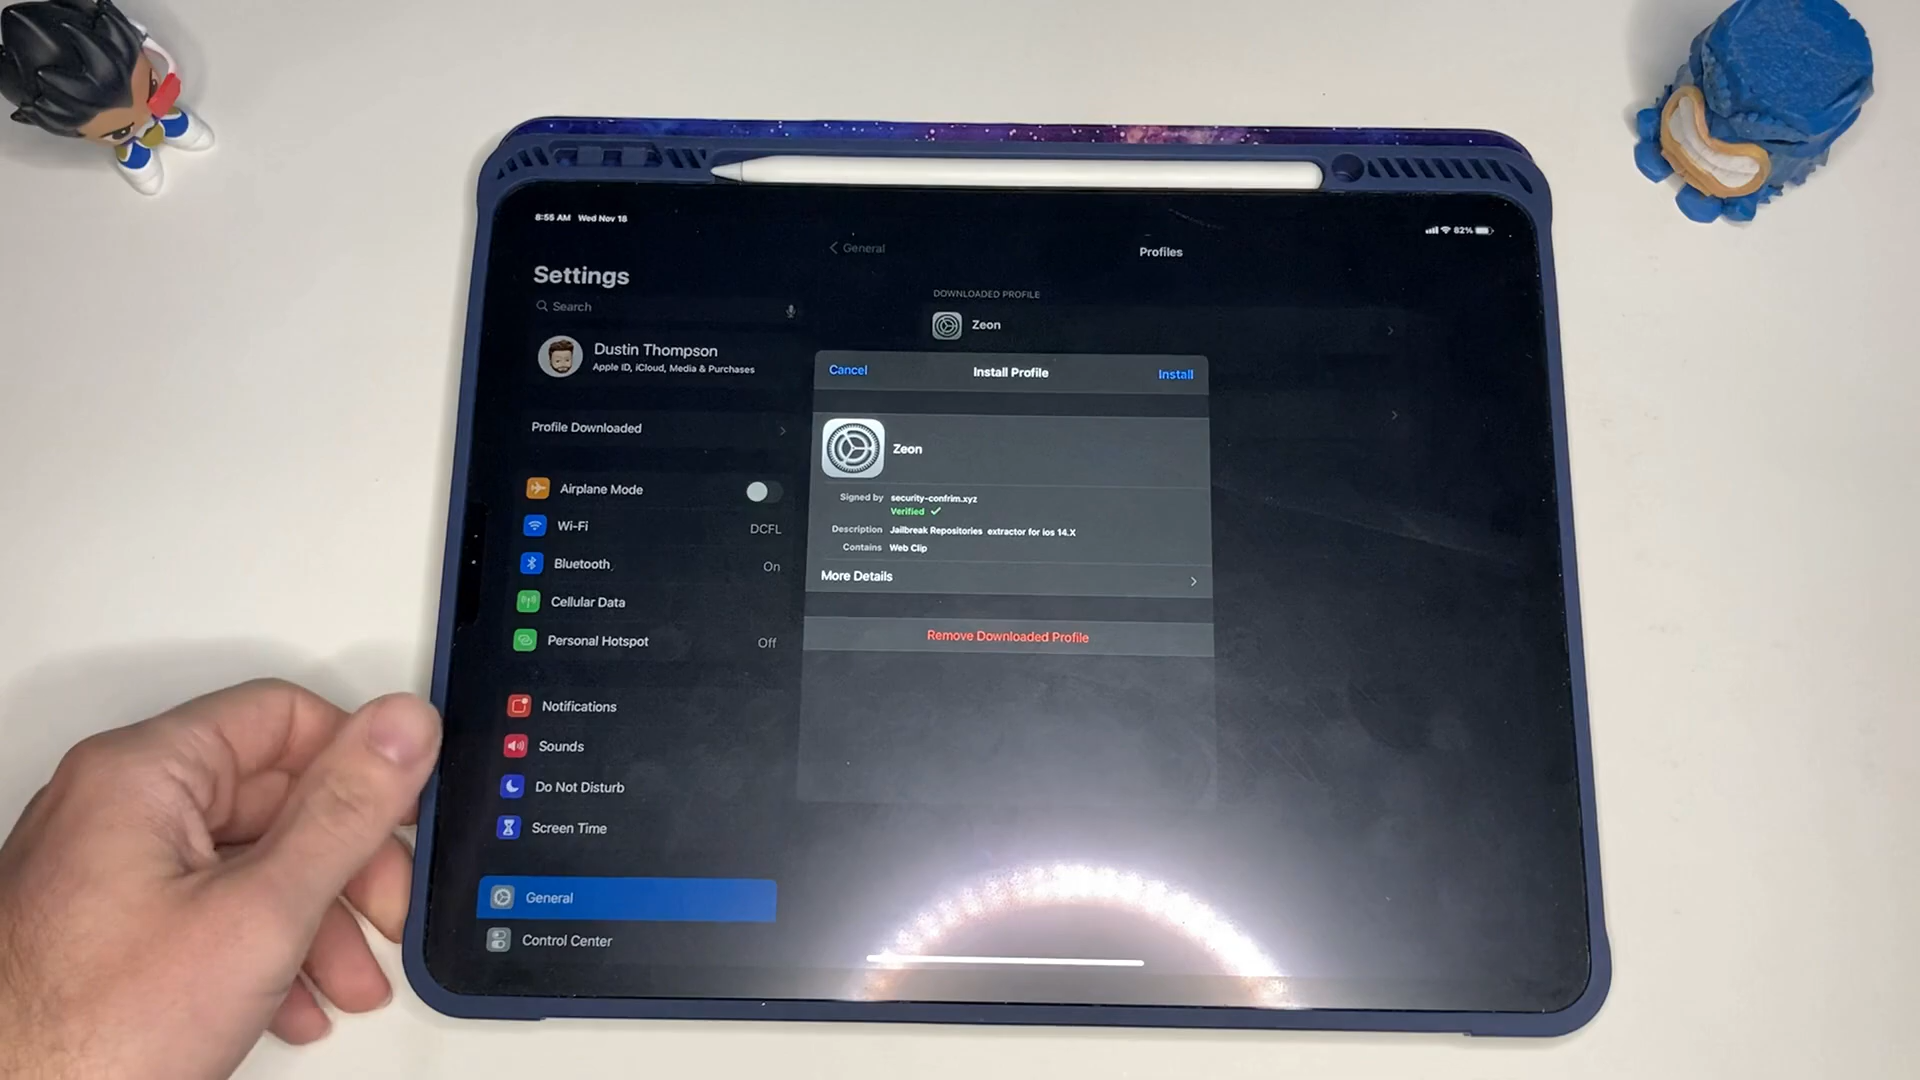 8:55 AM Wed Nov 18
82%
Settings
Search
Dustin Thompson
Apple ID, iCloud, Media & Purchases
Profile Downloaded
Airplane Mode
Wi-Fi DCFL
Bluetooth On
Cellular Data
Personal Hotspot Off
Notifications
Sounds
Do Not Disturb
Screen Time
General
Control Center
General
Profiles
DOWNLOADED PROFILE
Zeon
Cancel Install Profile Install
Zeon
Signed by security-confrim.xyz
Verified
Description Jailbreak Repositories extractor for ios 14.X
Contains Web Clip
More Details
Remove Downloaded Profile